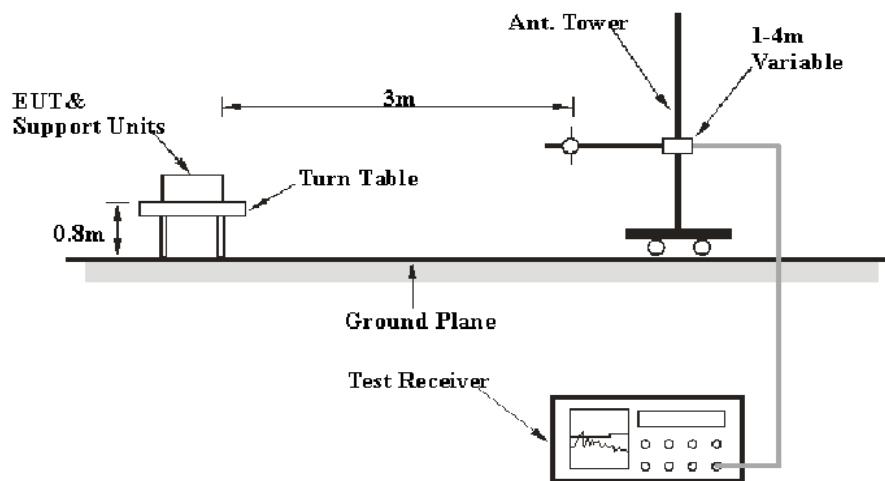 Ant. Tower
1-4m
Variable
3m
EUT&
Support Units
Turn Table
0.8m
Ground Plane
Test Receiver